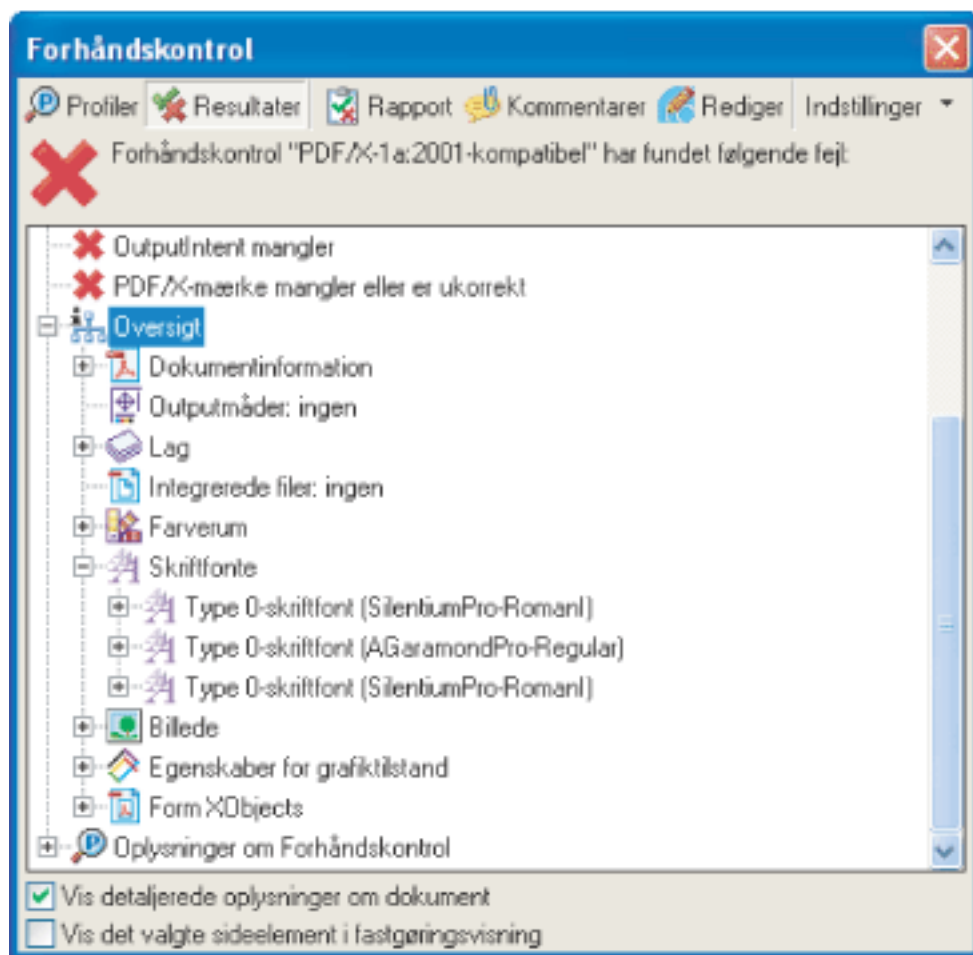 Forhåndskontrol
Profiler Resultater Rapport Kommentarer Rediger Indstillinger
Forhåndskontrol "PDF/X-1a:2001-kompatibel" har fundet følgende fejl:
OutputIntent mangler
PDF/X-mærke mangler eller er ukorrekt
Oversigt
Dokumentinformation
Outputmåder: ingen
Lag
Integrerede filer: ingen
Farverum
Skriftfonte
Type 0-skriftfont (SilentiumPro-RomanI)
Type 0-skriftfont (AGaramondPro-Regular)
Type 0-skriftfont (SilentiumPro-RomanI)
Billede
Egenskaber for grafiktilstand
Form XObjects
Oplysninger om Forhåndskontrol
Vis detaljerede oplysninger om dokument
Vis det valgte sideelement i fastgøringsvisning